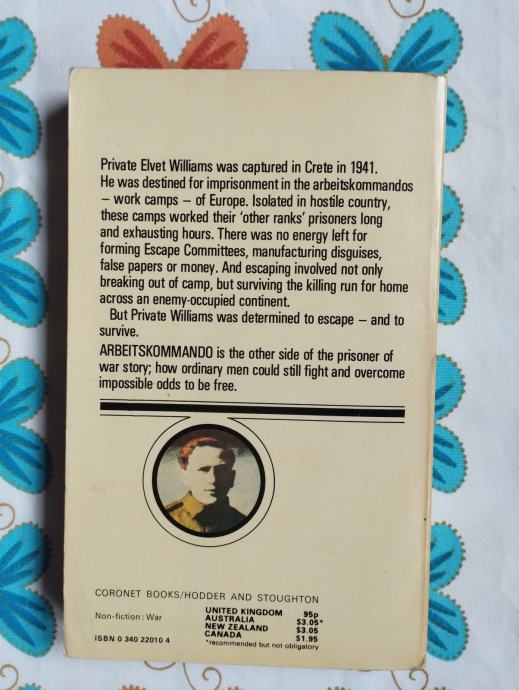 Private Elvet Williams was captured in Crete in 1941.
He was destined for imprisonment in the arbeitskommandos
– work camps – of Europe. Isolated in hostile country,
these camps worked their 'other ranks' prisoners long
and exhausting hours. There was no energy left for
forming Escape Committees, manufacturing disguises,
false papers or money. And escaping involved not only
breaking out of camp, but surviving the killing run for home
across an enemy-occupied continent.
But Private Williams was determined to escape – and to
survive.
ARBEITSKOMMANDO is the other side of the prisoner of
war story; how ordinary men could still fight and overcome
impossible odds to be free.
CORONET BOOKS/HODDER AND STOUGHTON
Non-fiction: War
ISBN 0 340 22010 4
UNITED KINGDOM 95p
AUSTRALIA $3.05*
NEW ZEALAND $3.05
CANADA $1.95
*recommended but not obligatory